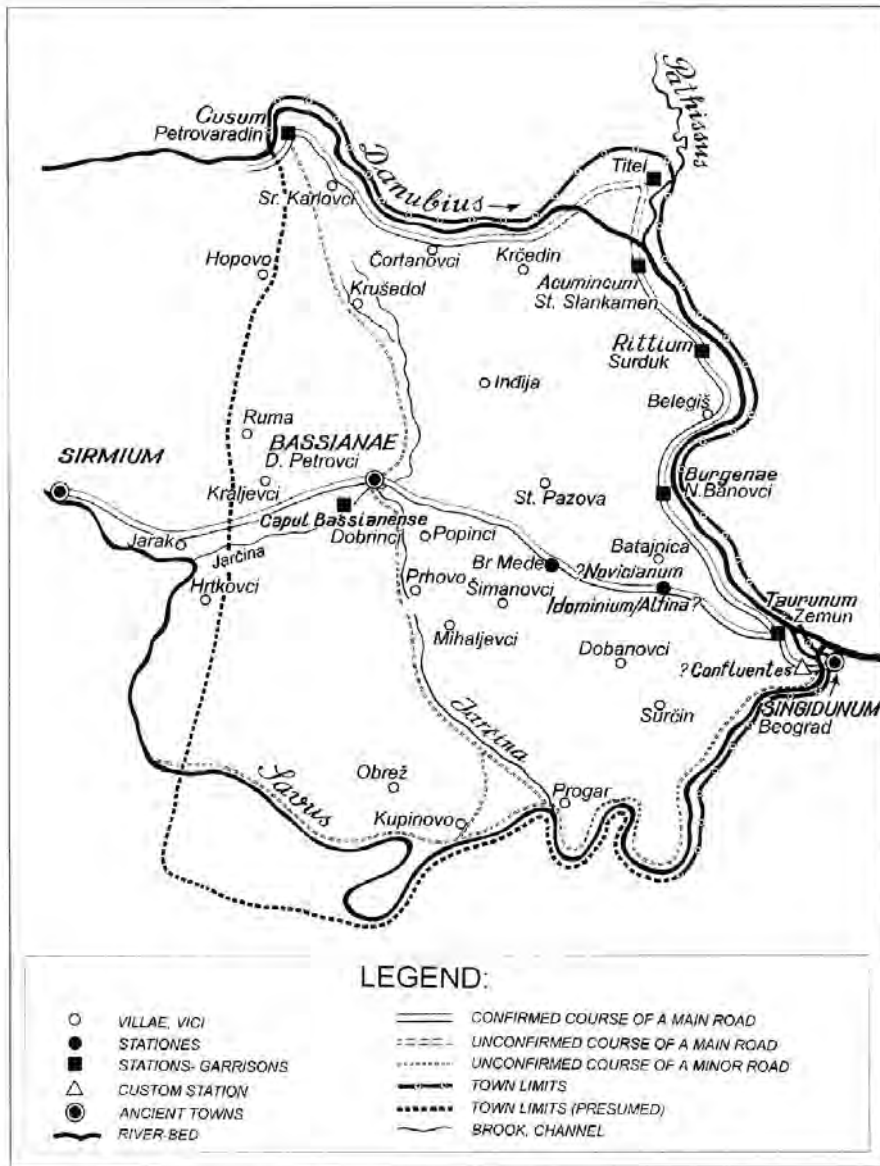 Cusum
Petrovaradin
Pathissus
Titel
Danubius
Sr. Karlovci
Čortanovci
Krčedin
Hopovo
Krušedol
Acumincum
St. Slankamen
Rittium
Surduk
Inđija
Belegiš
Ruma
BASSIANAE
D. Petrovci
SIRMIUM
Kraljevci
St. Pazova
Burgenae
N.Banovci
Caput Bassianense
Dobrinci
Popinci
Batajnica
Jarak
Jarčina
Br Mede
?Novicianum
Hrtkovci
Prhovo
Šimanovci
Idominium/Altina?
Taurunum
Zemun
Mihaljevci
Dobanovci
?Confluentes
SINGIDUNUM
Beograd
Surčin
Jarčina
Savus
Obrež
Kupinovo
Progar
LEGEND:
VILLAE, VICI
STATIONES
STATIONS- GARRISONS
CUSTOM STATION
ANCIENT TOWNS
RIVER-BED
CONFIRMED COURSE OF A MAIN ROAD
UNCONFIRMED COURSE OF A MAIN ROAD
UNCONFIRMED COURSE OF A MINOR ROAD
TOWN LIMITS
TOWN LIMITS (PRESUMED)
BROOK, CHANNEL